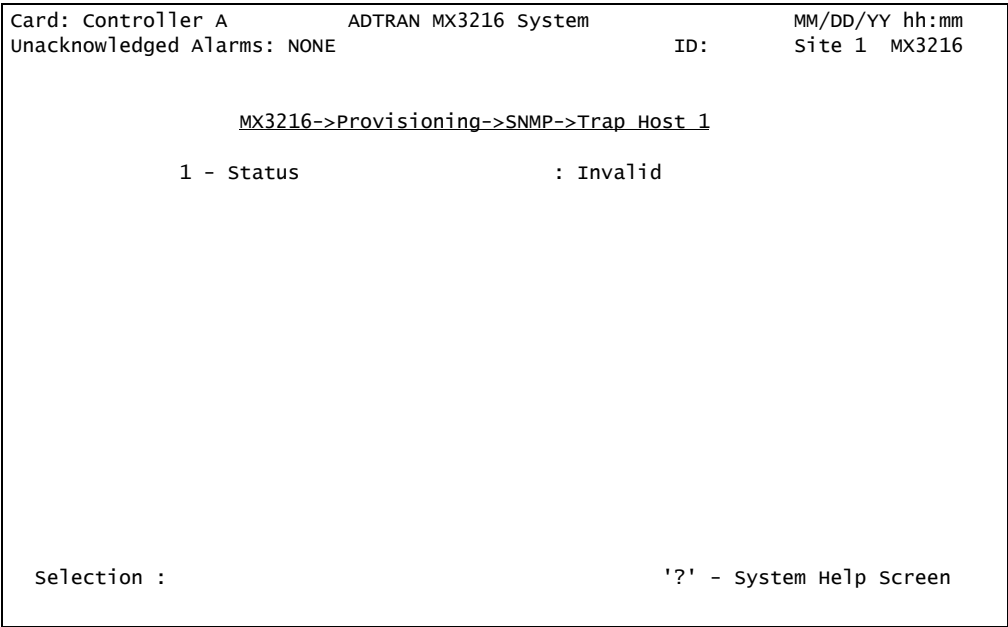 Card: Controller A ADTRAN MX3216 System MM/DD/YY hh:mm
Unacknowledged Alarms: NONE ID: Site 1 MX3216
MX3216->Provisioning->SNMP->Trap Host 1
1 - Status : Invalid
Selection : '?' - System Help Screen